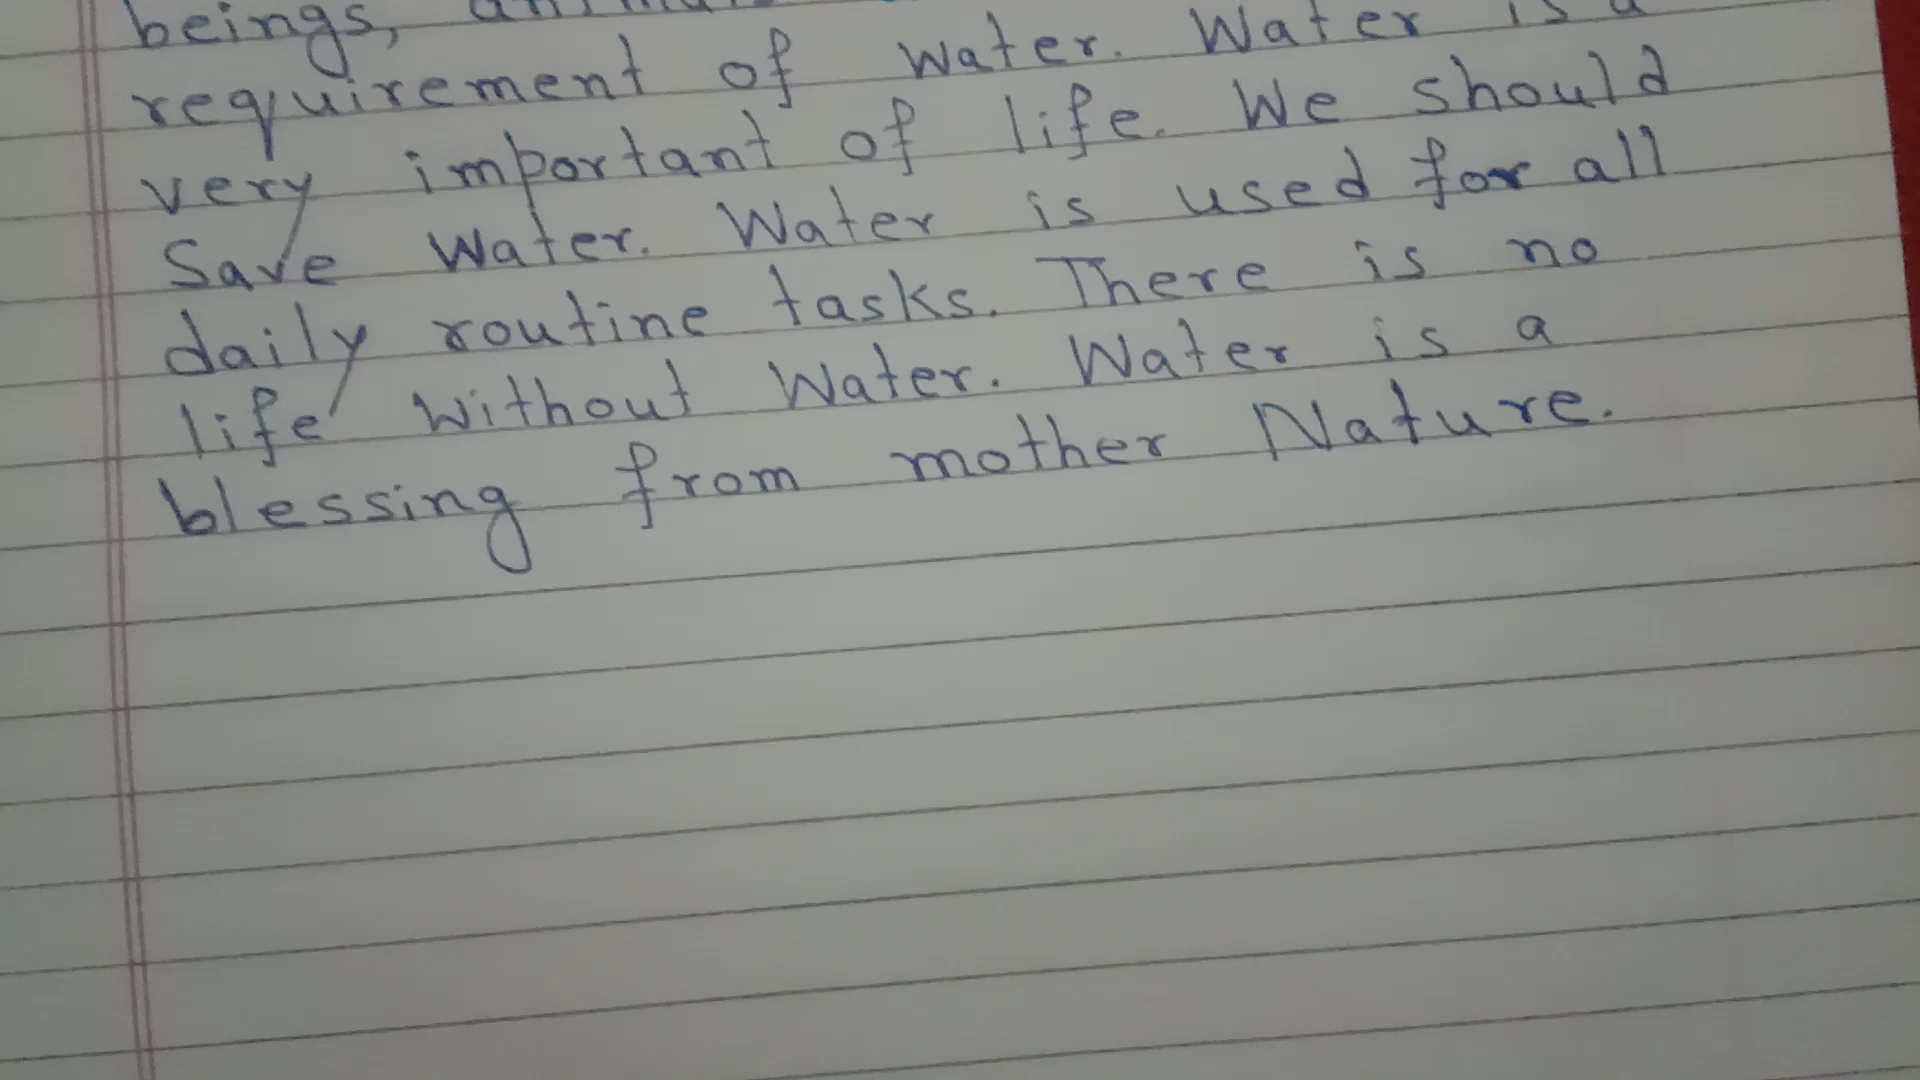 beings,
requirement of water. Water is a
very important of life. We should
Save Water. Water is used for all
daily routine tasks. There is no
life Without Water. Water is a
blessing from mother Nature.